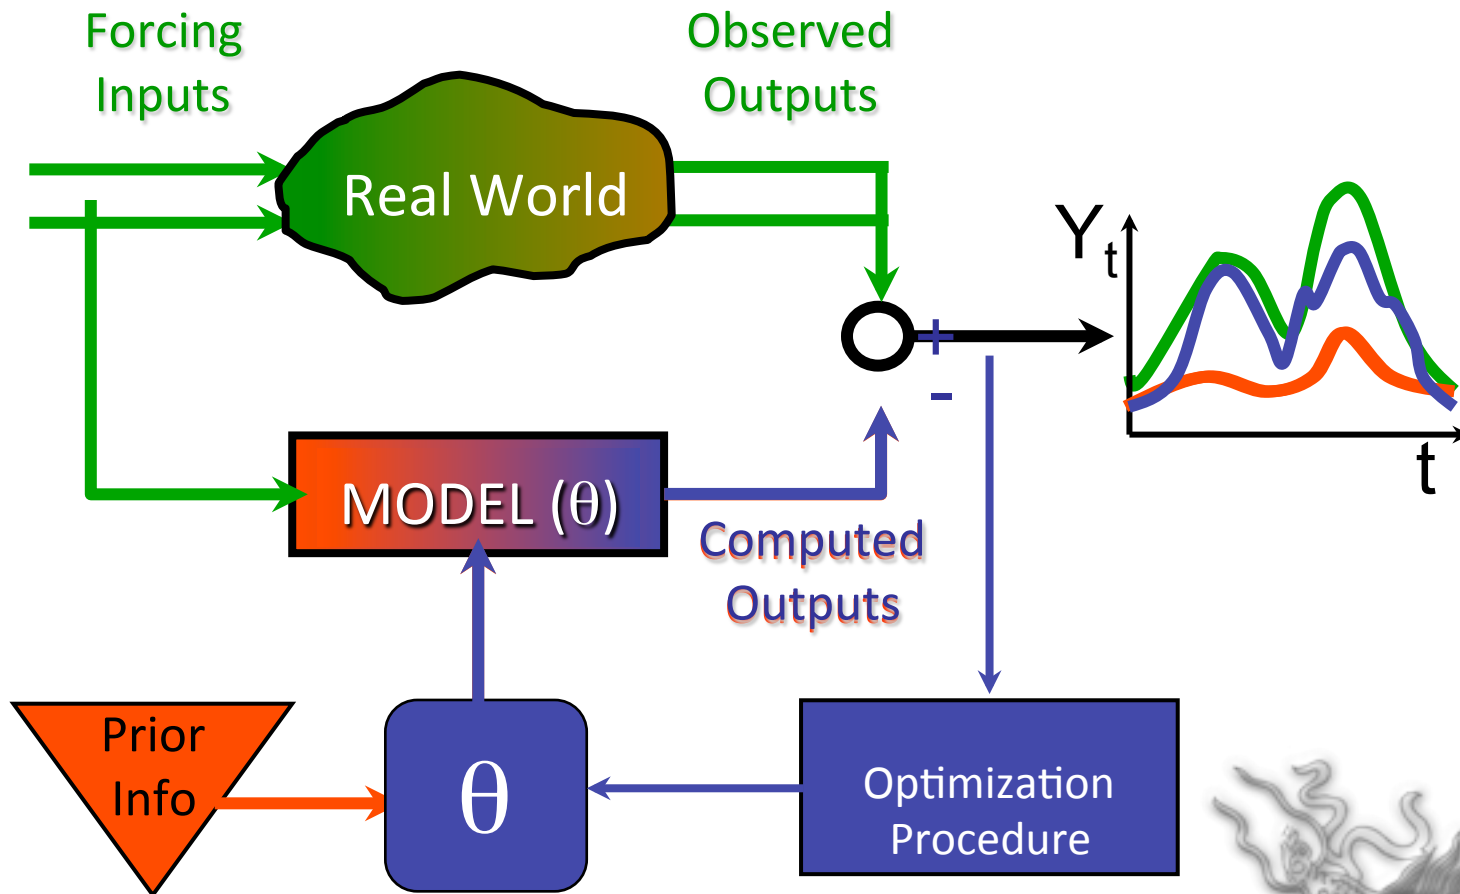 Forcing
Inputs
Observed
Outputs
Real World
+
-
Y t
t
MODEL (θ)
Computed
Outputs
Prior
Info
θ
Optimization
Procedure